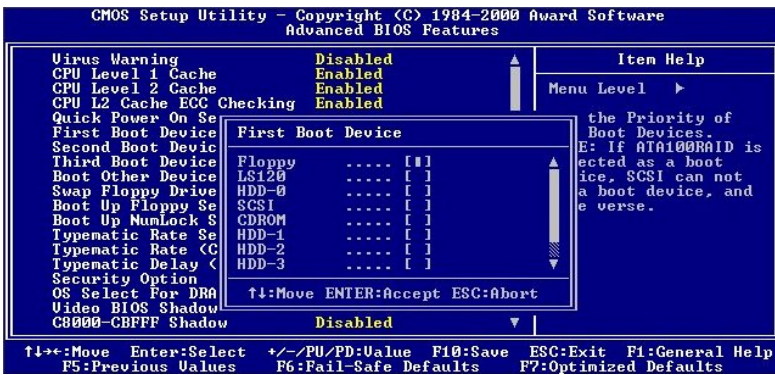 CMOS Setup Utility – Copyright (C) 1984-2000 Award Software
Advanced BIOS Features
Virus Warning Disabled
CPU Level 1 Cache Enabled
CPU Level 2 Cache Enabled
CPU L2 Cache ECC Checking Enabled
Quick Power On Se
First Boot Device
Second Boot Devic
Third Boot Device
Boot Other Device
Swap Floppy Drive
Boot Up Floppy Se
Boot Up NumLock S
Typematic Rate Se
Typematic Rate (C
Typematic Delay (
Security Option
OS Select For DRA
Video BIOS Shadow
C8000-CBFFF Shadow Disabled
First Boot Device
Floppy ..... [▮]
LS120 ..... [ ]
HDD-0 ..... [ ]
SCSI ..... [ ]
CDROM ..... [ ]
HDD-1 ..... [ ]
HDD-2 ..... [ ]
HDD-3 ..... [ ]
↑↓:Move ENTER:Accept ESC:Abort
Item Help
Menu Level ▶
the Priority of
Boot Devices.
E: If ATA100RAID is
ected as a boot
ice, SCSI can not
a boot device, and
e verse.
↑↓→←:Move Enter:Select +/-/PU/PD:Value F10:Save ESC:Exit F1:General Help
F5:Previous Values F6:Fail-Safe Defaults F7:Optimized Defaults